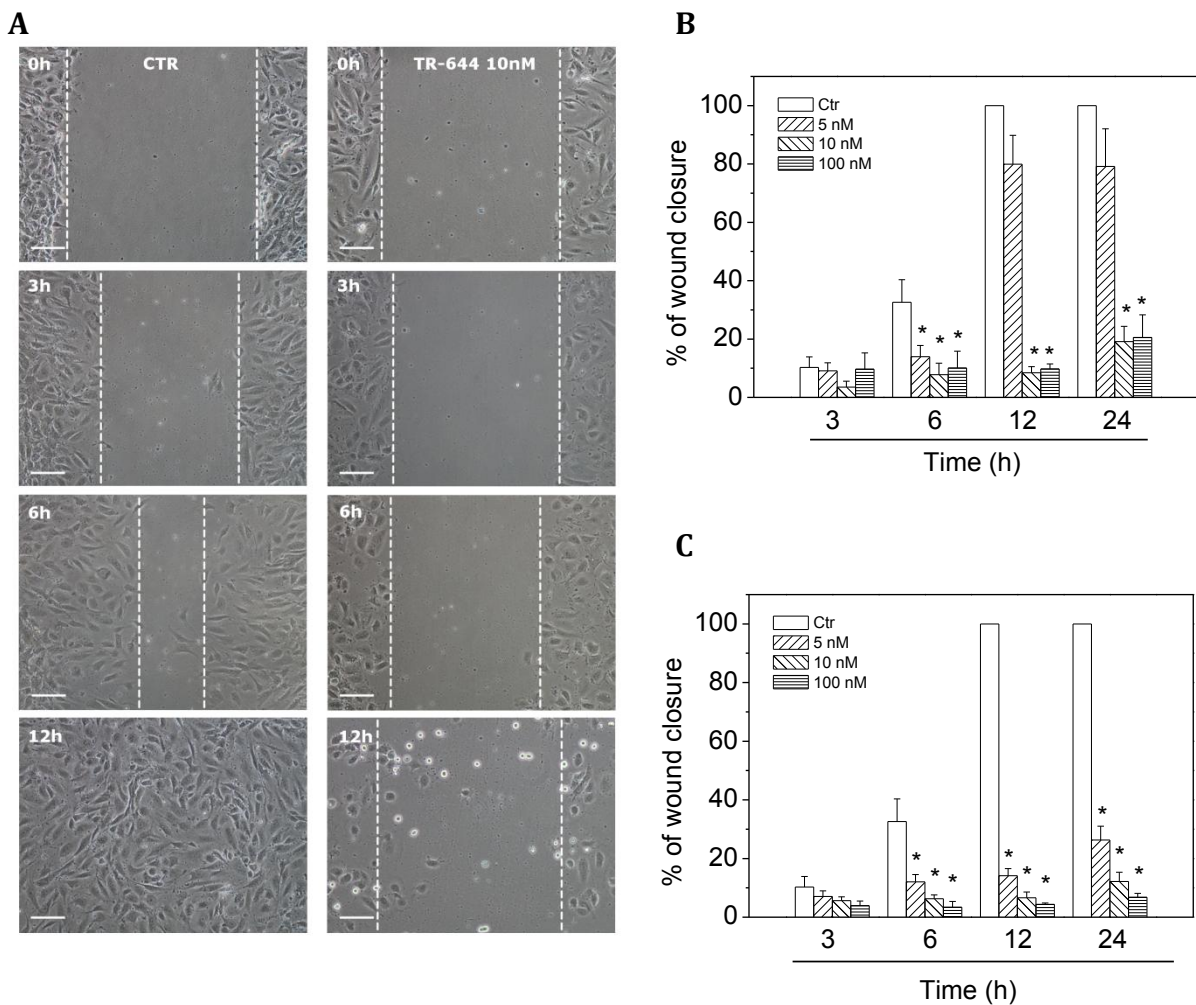 A
0h
CTR
0h
TR-644 10nM
3h
3h
6h
6h
12h
12h
B
% of wound closure
100
80
60
40
20
0
Ctr
5 nM
10 nM
100 nM
*
*
*
*
*
*
*
3
6
12
24
Time (h)
C
% of wound closure
100
80
60
40
20
0
Ctr
5 nM
10 nM
100 nM
*
*
*
*
*
*
*
*
*
3
6
12
24
Time (h)